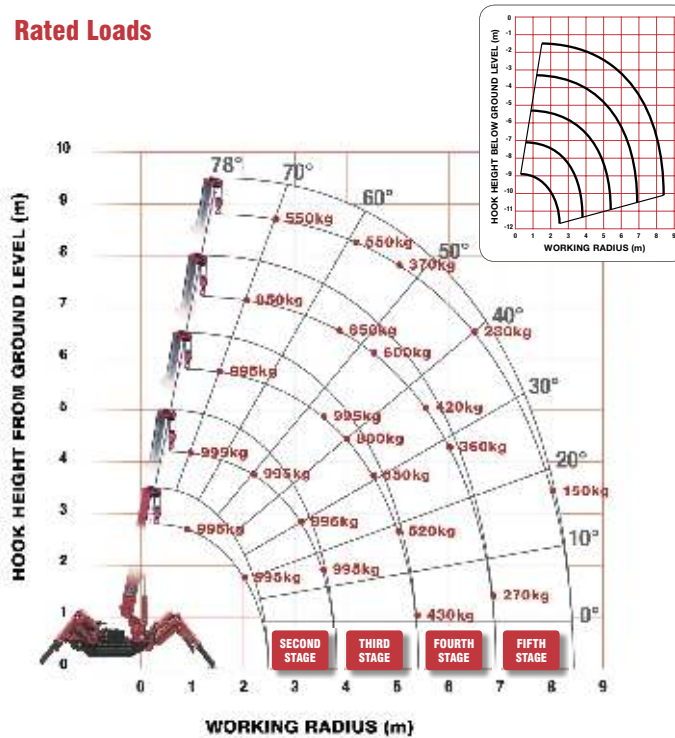 Rated Loads
HOOK HEIGHT BELOW GROUND LEVEL (m)
0
-1
-2
-3
-4
-5
-6
-7
-8
-9
-10
-11
-12
0 1 2 3 4 5 6 7 8 9
WORKING RADIUS (m)
HOOK HEIGHT FROM GROUND LEVEL (m)
10
9
8
7
6
5
4
3
2
1
0
78°
70°
60°
50°
40°
30°
20°
10°
0°
550kg
550kg
370kg
230kg
150kg
650kg
600kg
420kg
360kg
270kg
995kg
995kg
800kg
520kg
430kg
995kg
995kg
995kg
995kg
995kg
SECOND
STAGE
THIRD
STAGE
FOURTH
STAGE
FIFTH
STAGE
0 1 2 3 4 5 6 7 8 9
WORKING RADIUS (m)